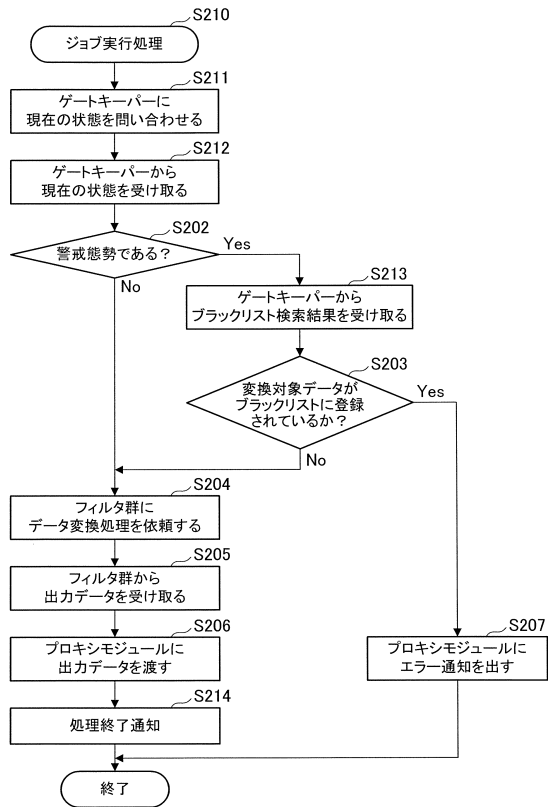 S210
ジョブ実行処理
S211
ゲートキーパーに
現在の状態を問い合わせる
S212
ゲートキーパーから
現在の状態を受け取る
S202
警戒態勢である？
Yes
No
S213
ゲートキーパーから
ブラックリスト検索結果を受け取る
S203
変換対象データが
ブラックリストに登録
されているか？
Yes
No
S204
フィルタ群に
データ変換処理を依頼する
S205
フィルタ群から
出力データを受け取る
S206
プロキシモジュールに
出力データを渡す
S207
プロキシモジュールに
エラー通知を出す
S214
処理終了通知
終了